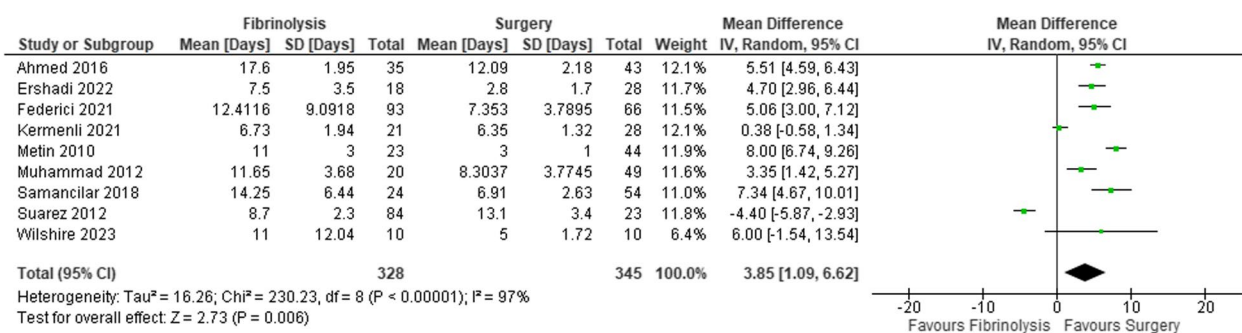 Fibrinolysis Surgery Mean Difference Mean Difference
Study or Subgroup Mean [Days] SD [Days] Total Mean [Days] SD [Days] Total Weight IV, Random, 95% CI IV, Random, 95% CI
Ahmed 2016 17.6 1.95 35 12.09 2.18 43 12.1% 5.51 [4.59, 6.43]
Ershadi 2022 7.5 3.5 18 2.8 1.7 28 11.7% 4.70 [2.96, 6.44]
Federici 2021 12.4116 9.0918 93 7.353 3.7895 66 11.5% 5.06 [3.00, 7.12]
Kermenli 2021 6.73 1.94 21 6.35 1.32 28 12.1% 0.38 [-0.58, 1.34]
Metin 2010 11 3 23 3 1 44 11.9% 8.00 [6.74, 9.26]
Muhammad 2012 11.65 3.68 20 8.3037 3.7745 49 11.6% 3.35 [1.42, 5.27]
Samancilar 2018 14.25 6.44 24 6.91 2.63 54 11.0% 7.34 [4.67, 10.01]
Suarez 2012 8.7 2.3 84 13.1 3.4 23 11.8% -4.40 [-5.87, -2.93]
Wilshire 2023 11 12.04 10 5 1.72 10 6.4% 6.00 [-1.54, 13.54]
Total (95% CI) 328 345 100.0% 3.85 [1.09, 6.62]
Heterogeneity: Tau² = 16.26; Chi² = 230.23, df = 8 (P < 0.00001); I² = 97%
Test for overall effect: Z = 2.73 (P = 0.006)
-20 -10 0 10 20
Favours Fibrinolysis Favours Surgery